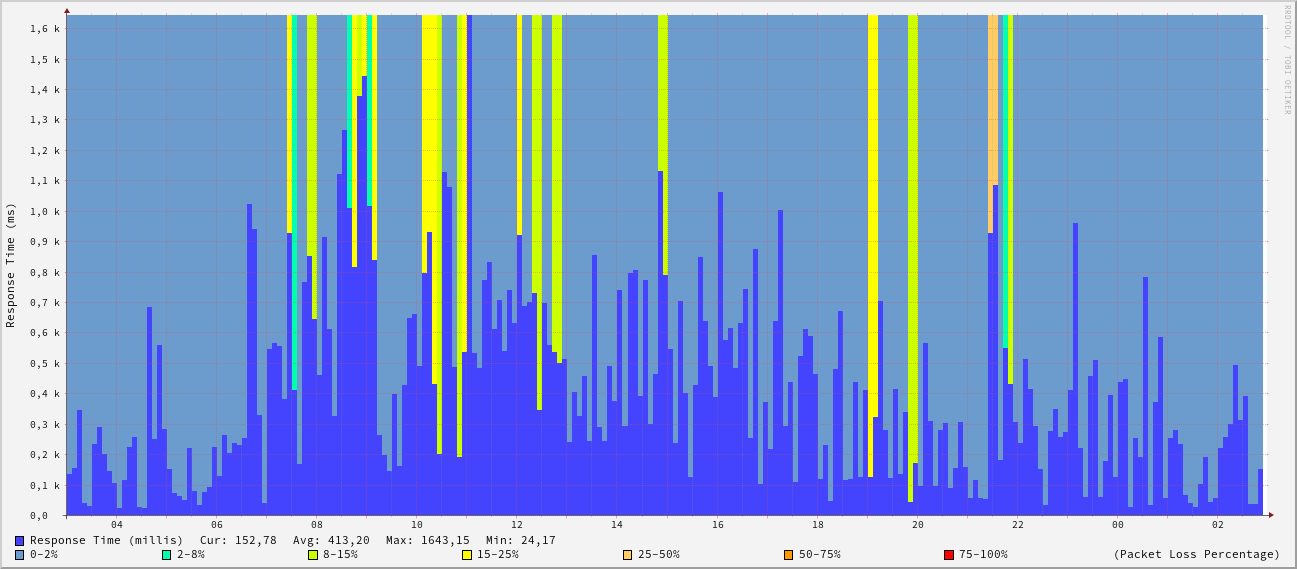 RRDTOOL / TOBI OETIKER
Response Time (ms)
1,6 k
1,5 k
1,4 k
1,3 k
1,2 k
1,1 k
1,0 k
0,9 k
0,8 k
0,7 k
0,6 k
0,5 k
0,4 k
0,3 k
0,2 k
0,1 k
0,0
04 06 08 10 12 14 16 18 20 22 00 02
Response Time (millis) Cur: 152,78 Avg: 413,20 Max: 1643,15 Min: 24,17
0-2% 2-8% 8-15% 15-25% 25-50% 50-75% 75-100% (Packet Loss Percentage)